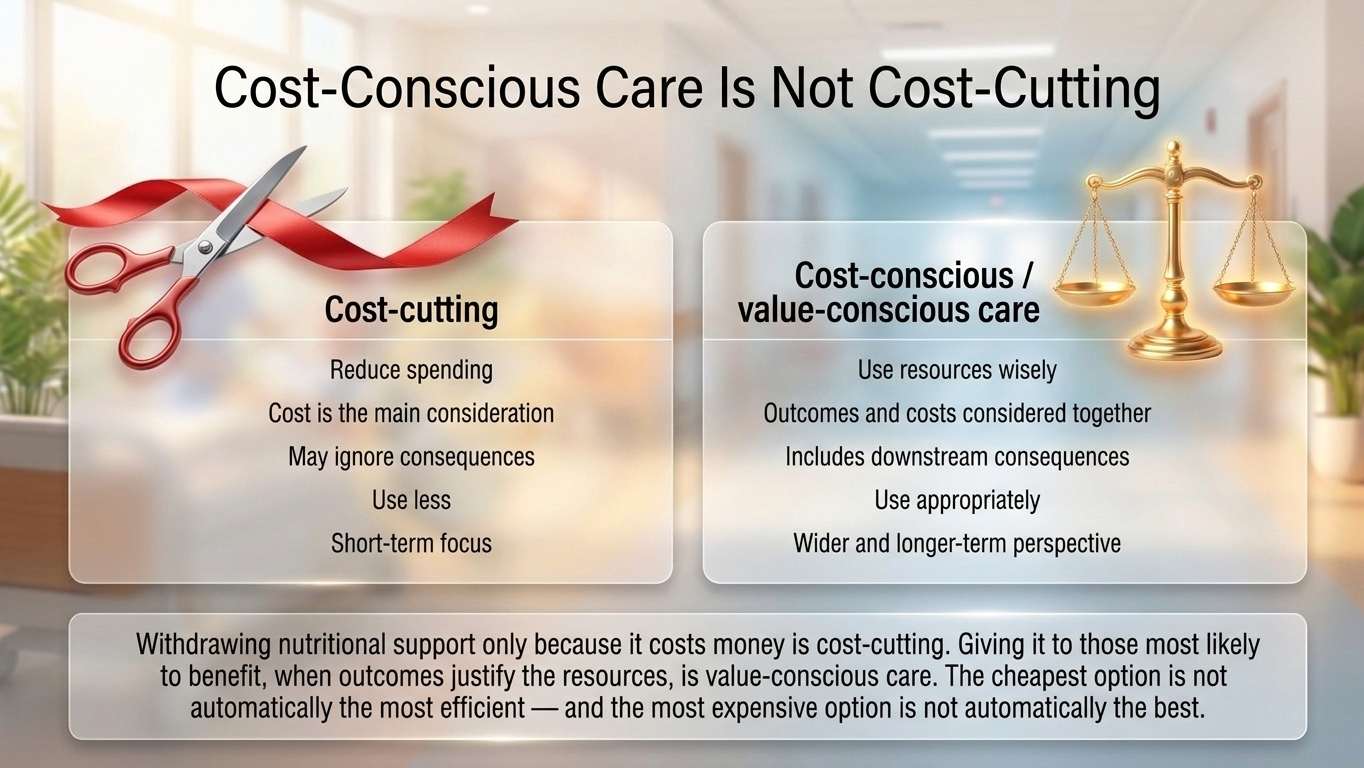 Cost-Conscious Care Is Not Cost-Cutting
Cost-cutting
Reduce spending
Cost is the main consideration
May ignore consequences
Use less
Short-term focus
Cost-conscious /
value-conscious care
Use resources wisely
Outcomes and costs considered together
Includes downstream consequences
Use appropriately
Wider and longer-term perspective
Withdrawing nutritional support only because it costs money is cost-cutting. Giving it to those most likely
to benefit, when outcomes justify the resources, is value-conscious care. The cheapest option is not
automatically the most efficient — and the most expensive option is not automatically the best.